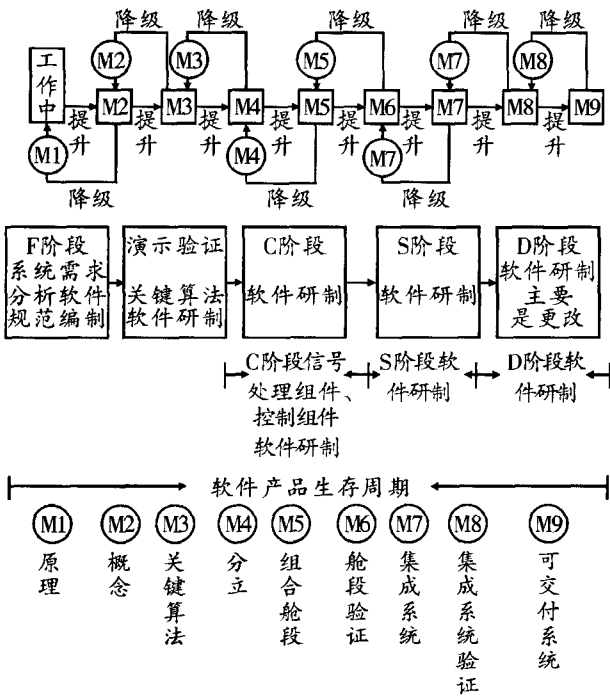 降级 降级 降级 降级 降级
M2 M3 M5 M7 M8
工作中
M2 M3 M4 M5 M6 M7 M8 M9
提升 提升 提升 提升 提升 提升 提升 提升
M1 M4 M7
降级 降级 降级
F阶段
系统需求
分析软件
规范编制
演示验证
关键算法
软件研制
C阶段
软件研制
S阶段
软件研制
D阶段
软件研制
主要
是更改
C阶段信号
处理组件、
控制组件
软件研制
S阶段软
件研制
D阶段软
件研制
软件产品生存周期
M1 M2 M3 M4 M5 M6 M7 M8 M9
原理
概念
关键算法
分立
组合舱段
舱段验证
集成系统
集成系统验证
可交付系统